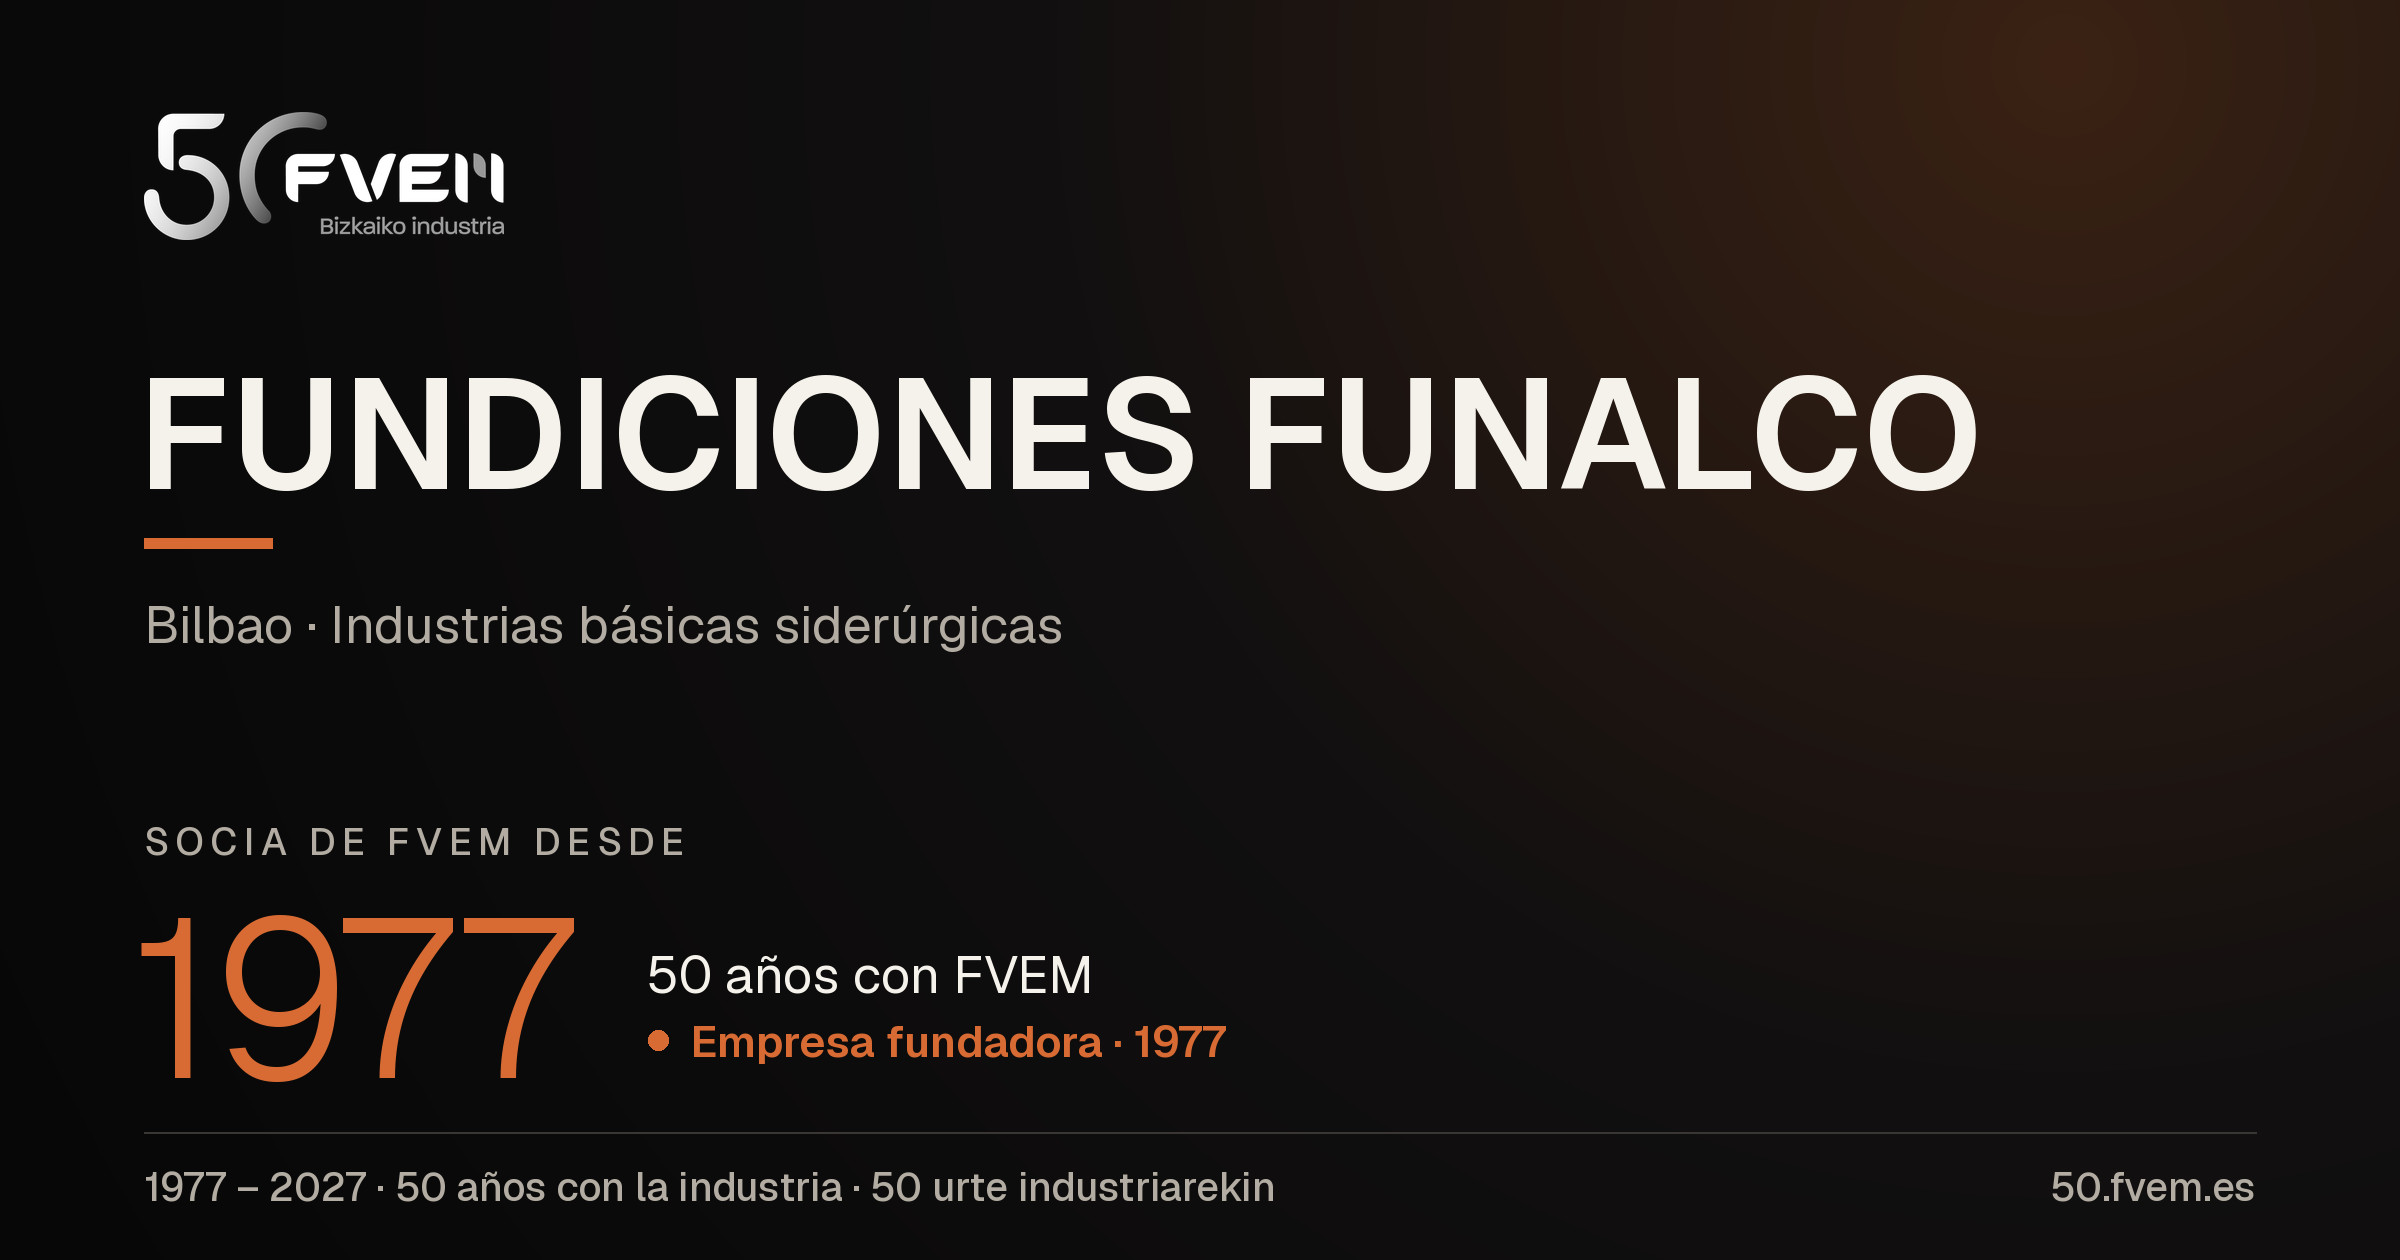 50 FVEM
Bizkaiko industria
FUNDICIONES FUNALCO
Bilbao · Industrias básicas siderúrgicas
SOCIA DE FVEM DESDE
1977
50 años con FVEM
Empresa fundadora · 1977
1977 – 2027 · 50 años con la industria · 50 urte industriarekin
50.fvem.es